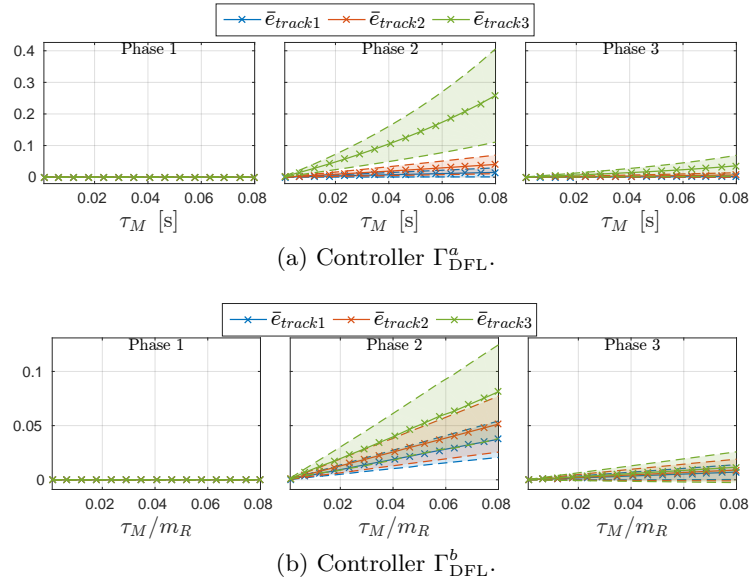 ē_track1 ē_track2 ē_track3
Phase 1 Phase 2 Phase 3
0.4
0.3
0.2
0.1
0
0.02 0.04 0.06 0.08 0.02 0.04 0.06 0.08 0.02 0.04 0.06 0.08
τ_M [s] τ_M [s] τ_M [s]
(a) Controller Γ^a_DFL.
ē_track1 ē_track2 ē_track3
Phase 1 Phase 2 Phase 3
0.1
0.05
0
0.02 0.04 0.06 0.08 0.02 0.04 0.06 0.08 0.02 0.04 0.06 0.08
τ_M/m_R τ_M/m_R τ_M/m_R
(b) Controller Γ^b_DFL.